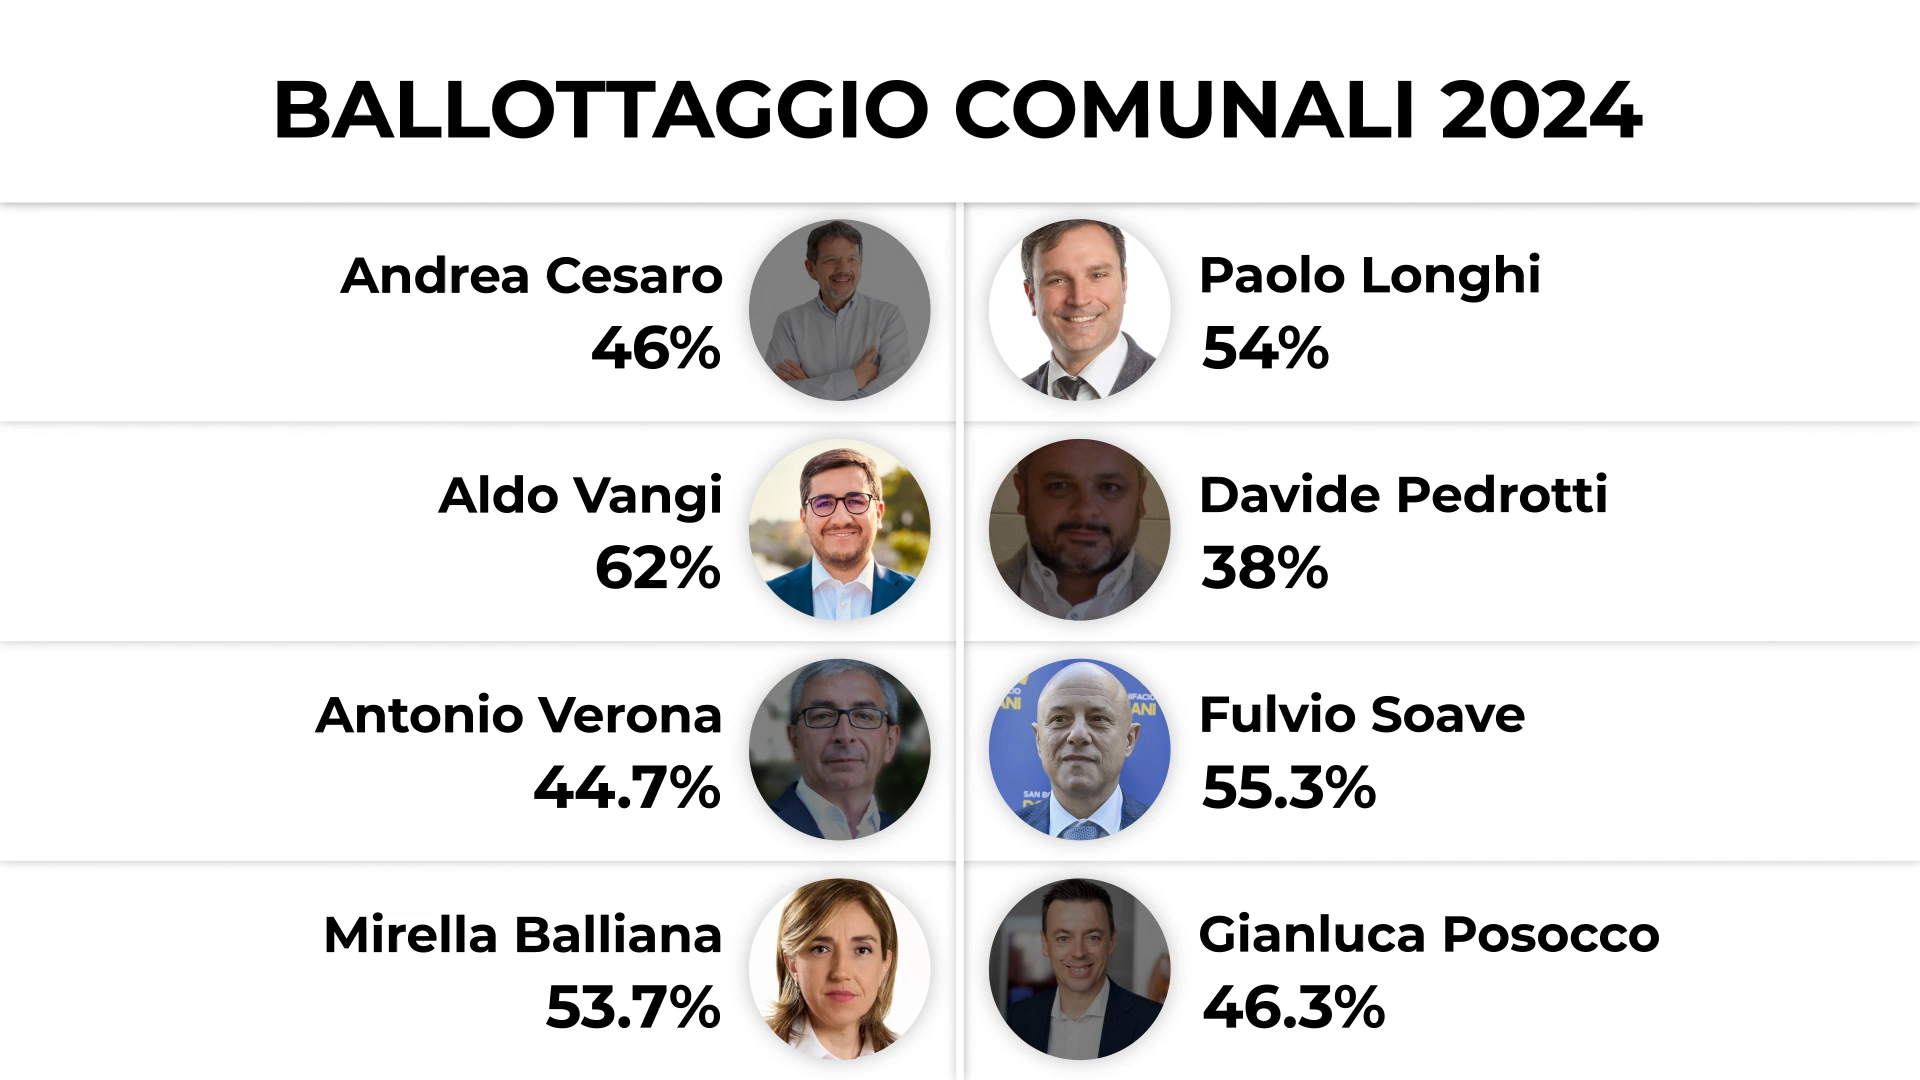 BALLOTTAGGIO COMUNALI 2024
Andrea Cesaro
46%
Paolo Longhi
54%
Aldo Vangi
62%
Davide Pedrotti
38%
Antonio Verona
44.7%
Fulvio Soave
55.3%
Mirella Balliana
53.7%
Gianluca Posocco
46.3%